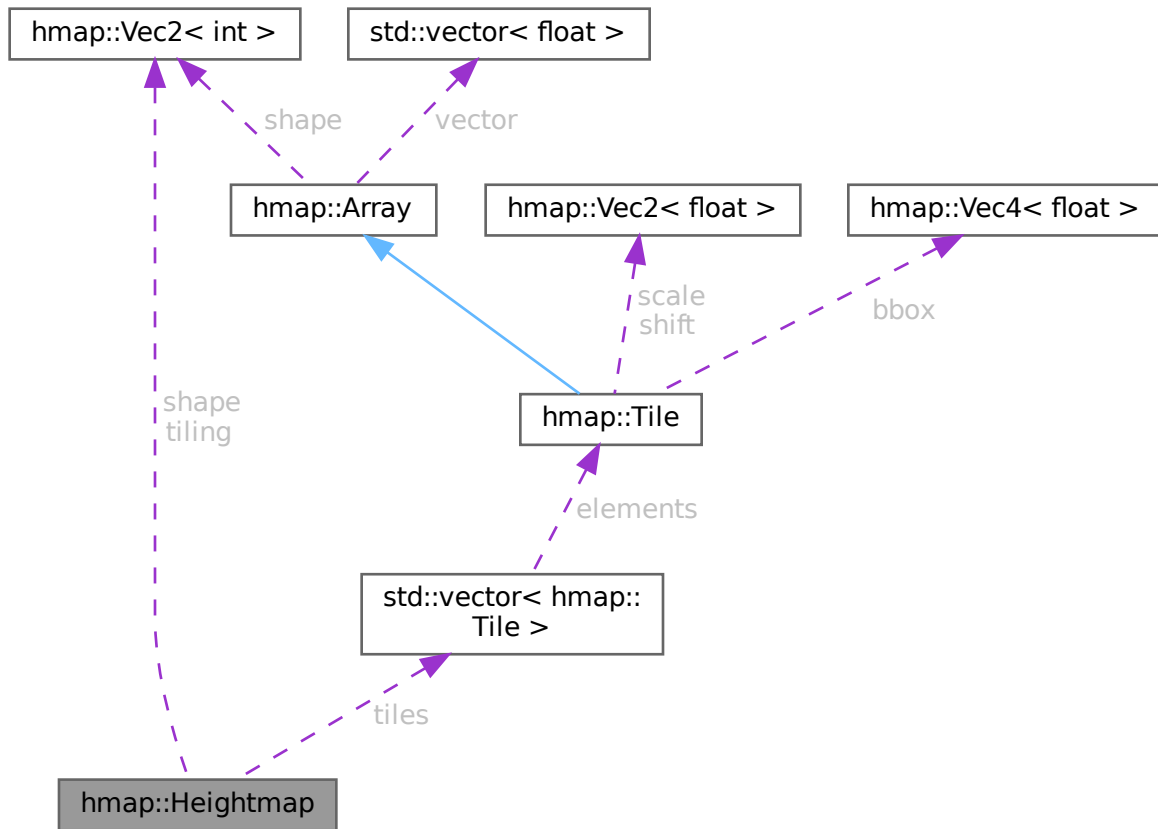 hmap::Vec2< int >
std::vector< float >
shape
vector
hmap::Array
hmap::Vec2< float >
hmap::Vec4< float >
scale
shift
bbox
shape
tiling
hmap::Tile
elements
std::vector< hmap::
Tile >
tiles
hmap::Heightmap